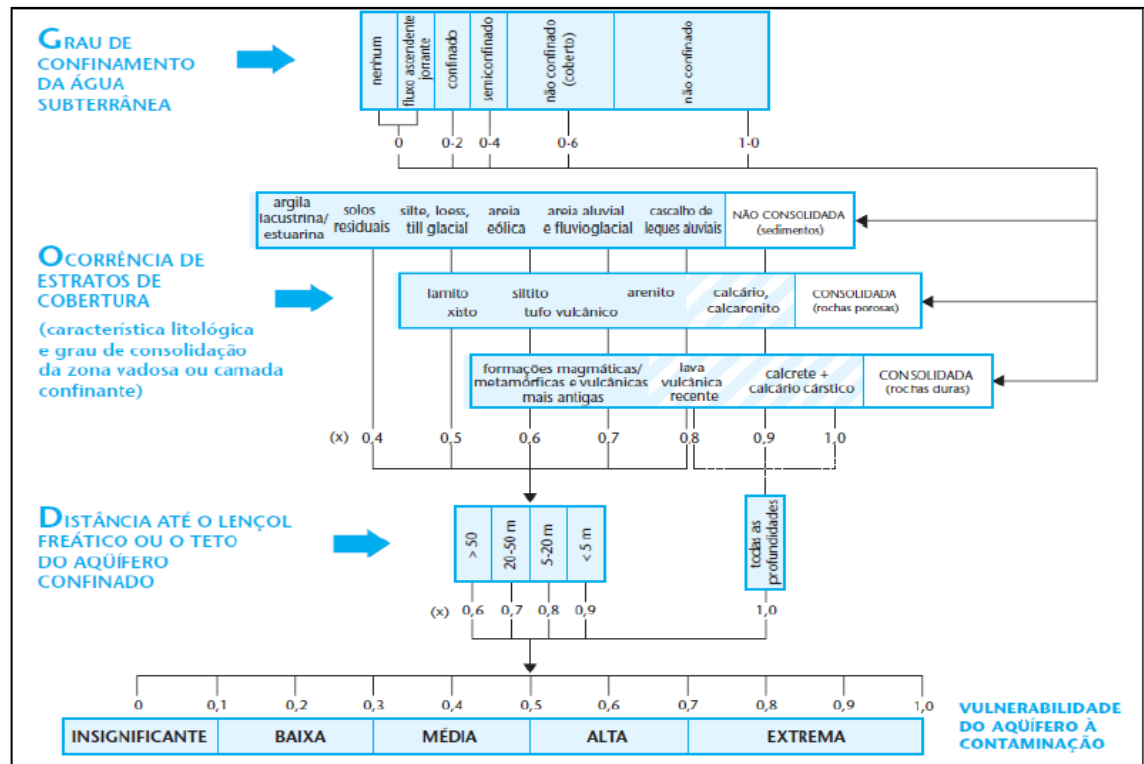 GRAU DE
CONFINAMENTO
DA ÁGUA
SUBTERRÂNEA
nenhum
fluxo ascendente
jorrante
confinado
semiconfinado
não confinado
(coberto)
não confinado
0 0-2 0-4 0-6 1-0
argila
lacustrina/
estuarina
solos
residuais
silte, loess,
till glacial
areia
eólica
areia aluvial
e fluvioglacial
cascalho de
leques aluviais
NÃO CONSOLIDADA
(sedimentos)
OCORRÊNCIA DE
ESTRATOS DE
COBERTURA
(característica litológica
e grau de consolidação
da zona vadosa ou camada
confinante)
lamito
xisto
siltito
tufo vulcânico
arenito
calcário,
calcarenito
CONSOLIDADA
(rochas porosas)
formações magmáticas/
metamórficas e vulcânicas
mais antigas
lava
vulcânica
recente
calcrete +
calcário cárstico
CONSOLIDADA
(rochas duras)
(x) 0,4 0,5 0,6 0,7 0,8 0,9 1,0
DISTÂNCIA ATÉ O LENÇOL
FREÁTICO OU O TETO
DO AQÜÍFERO
CONFINADO
> 50
20-50 m
5-20 m
< 5 m
todas as
profundidades
(x) 0,6 0,7 0,8 0,9 1,0
0 0,1 0,2 0,3 0,4 0,5 0,6 0,7 0,8 0,9 1,0
INSIGNIFICANTE BAIXA MÉDIA ALTA EXTREMA
VULNERABILIDADE
DO AQÜÍFERO À
CONTAMINAÇÃO